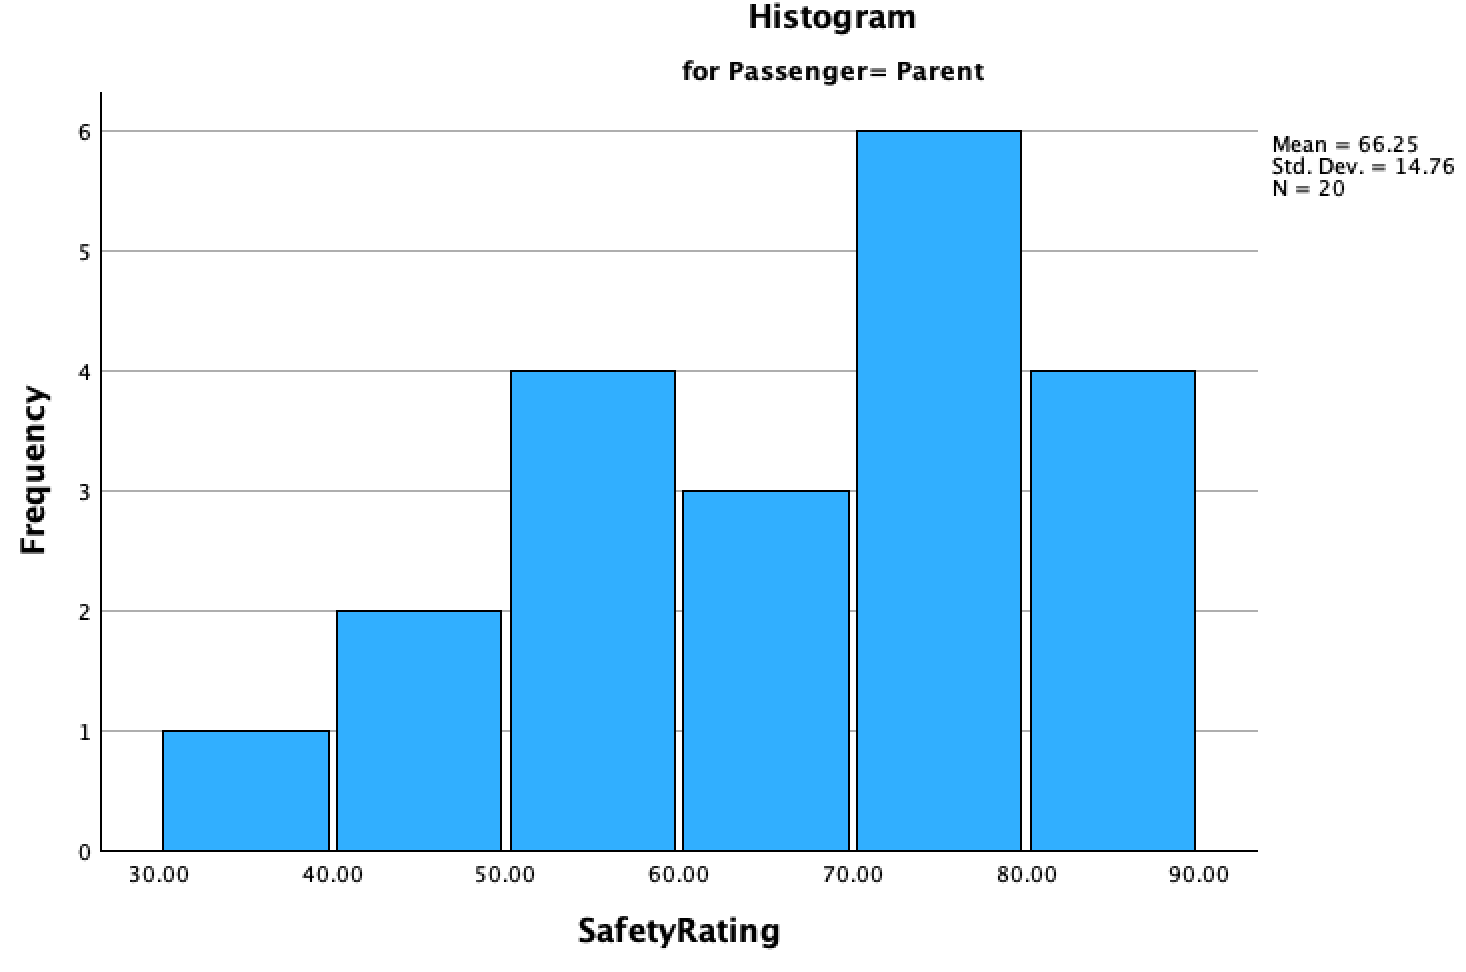 Histogram
for Passenger= Parent
Mean = 66.25
Std. Dev. = 14.76
N = 20
6
5
4
3
2
1
0
Frequency
30.00 40.00 50.00 60.00 70.00 80.00 90.00
SafetyRating